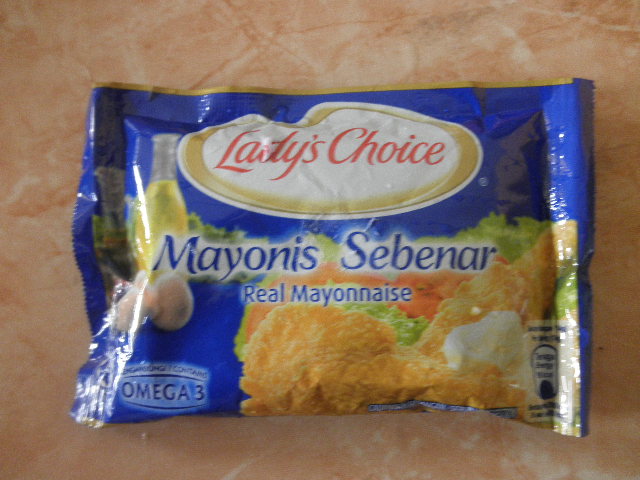 Lady's Choice
®
Mayonis Sebenar
Real Mayonnaise
OMEGA 3